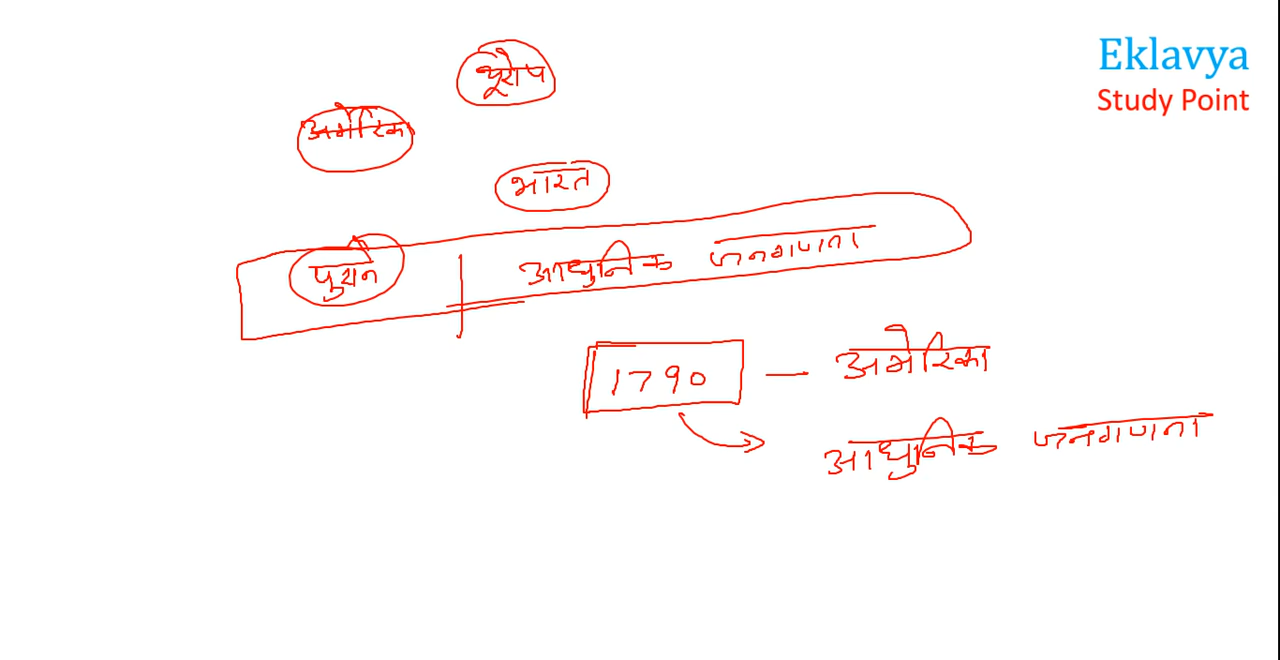 Eklavya
Study Point
यूरोप
अमेरिका
भारत
पुराने आधुनिक जनगणना
1790 — अमेरिका
आधुनिक जनगणना